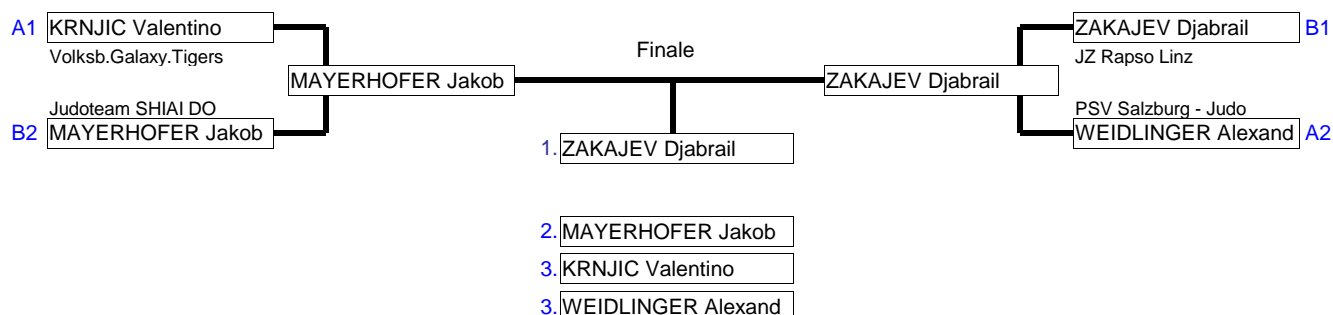 A1 KRNJIC Valentino
Volksb.Galaxy.Tigers
Judoteam SHIAI DO
B2 MAYERHOFER Jakob
MAYERHOFER Jakob
Finale
ZAKAJEV Djabrail
ZAKAJEV Djabrail B1
JZ Rapso Linz
PSV Salzburg - Judo
WEIDLINGER Alexand A2
1. ZAKAJEV Djabrail
2. MAYERHOFER Jakob
3. KRNJIC Valentino
3. WEIDLINGER Alexand